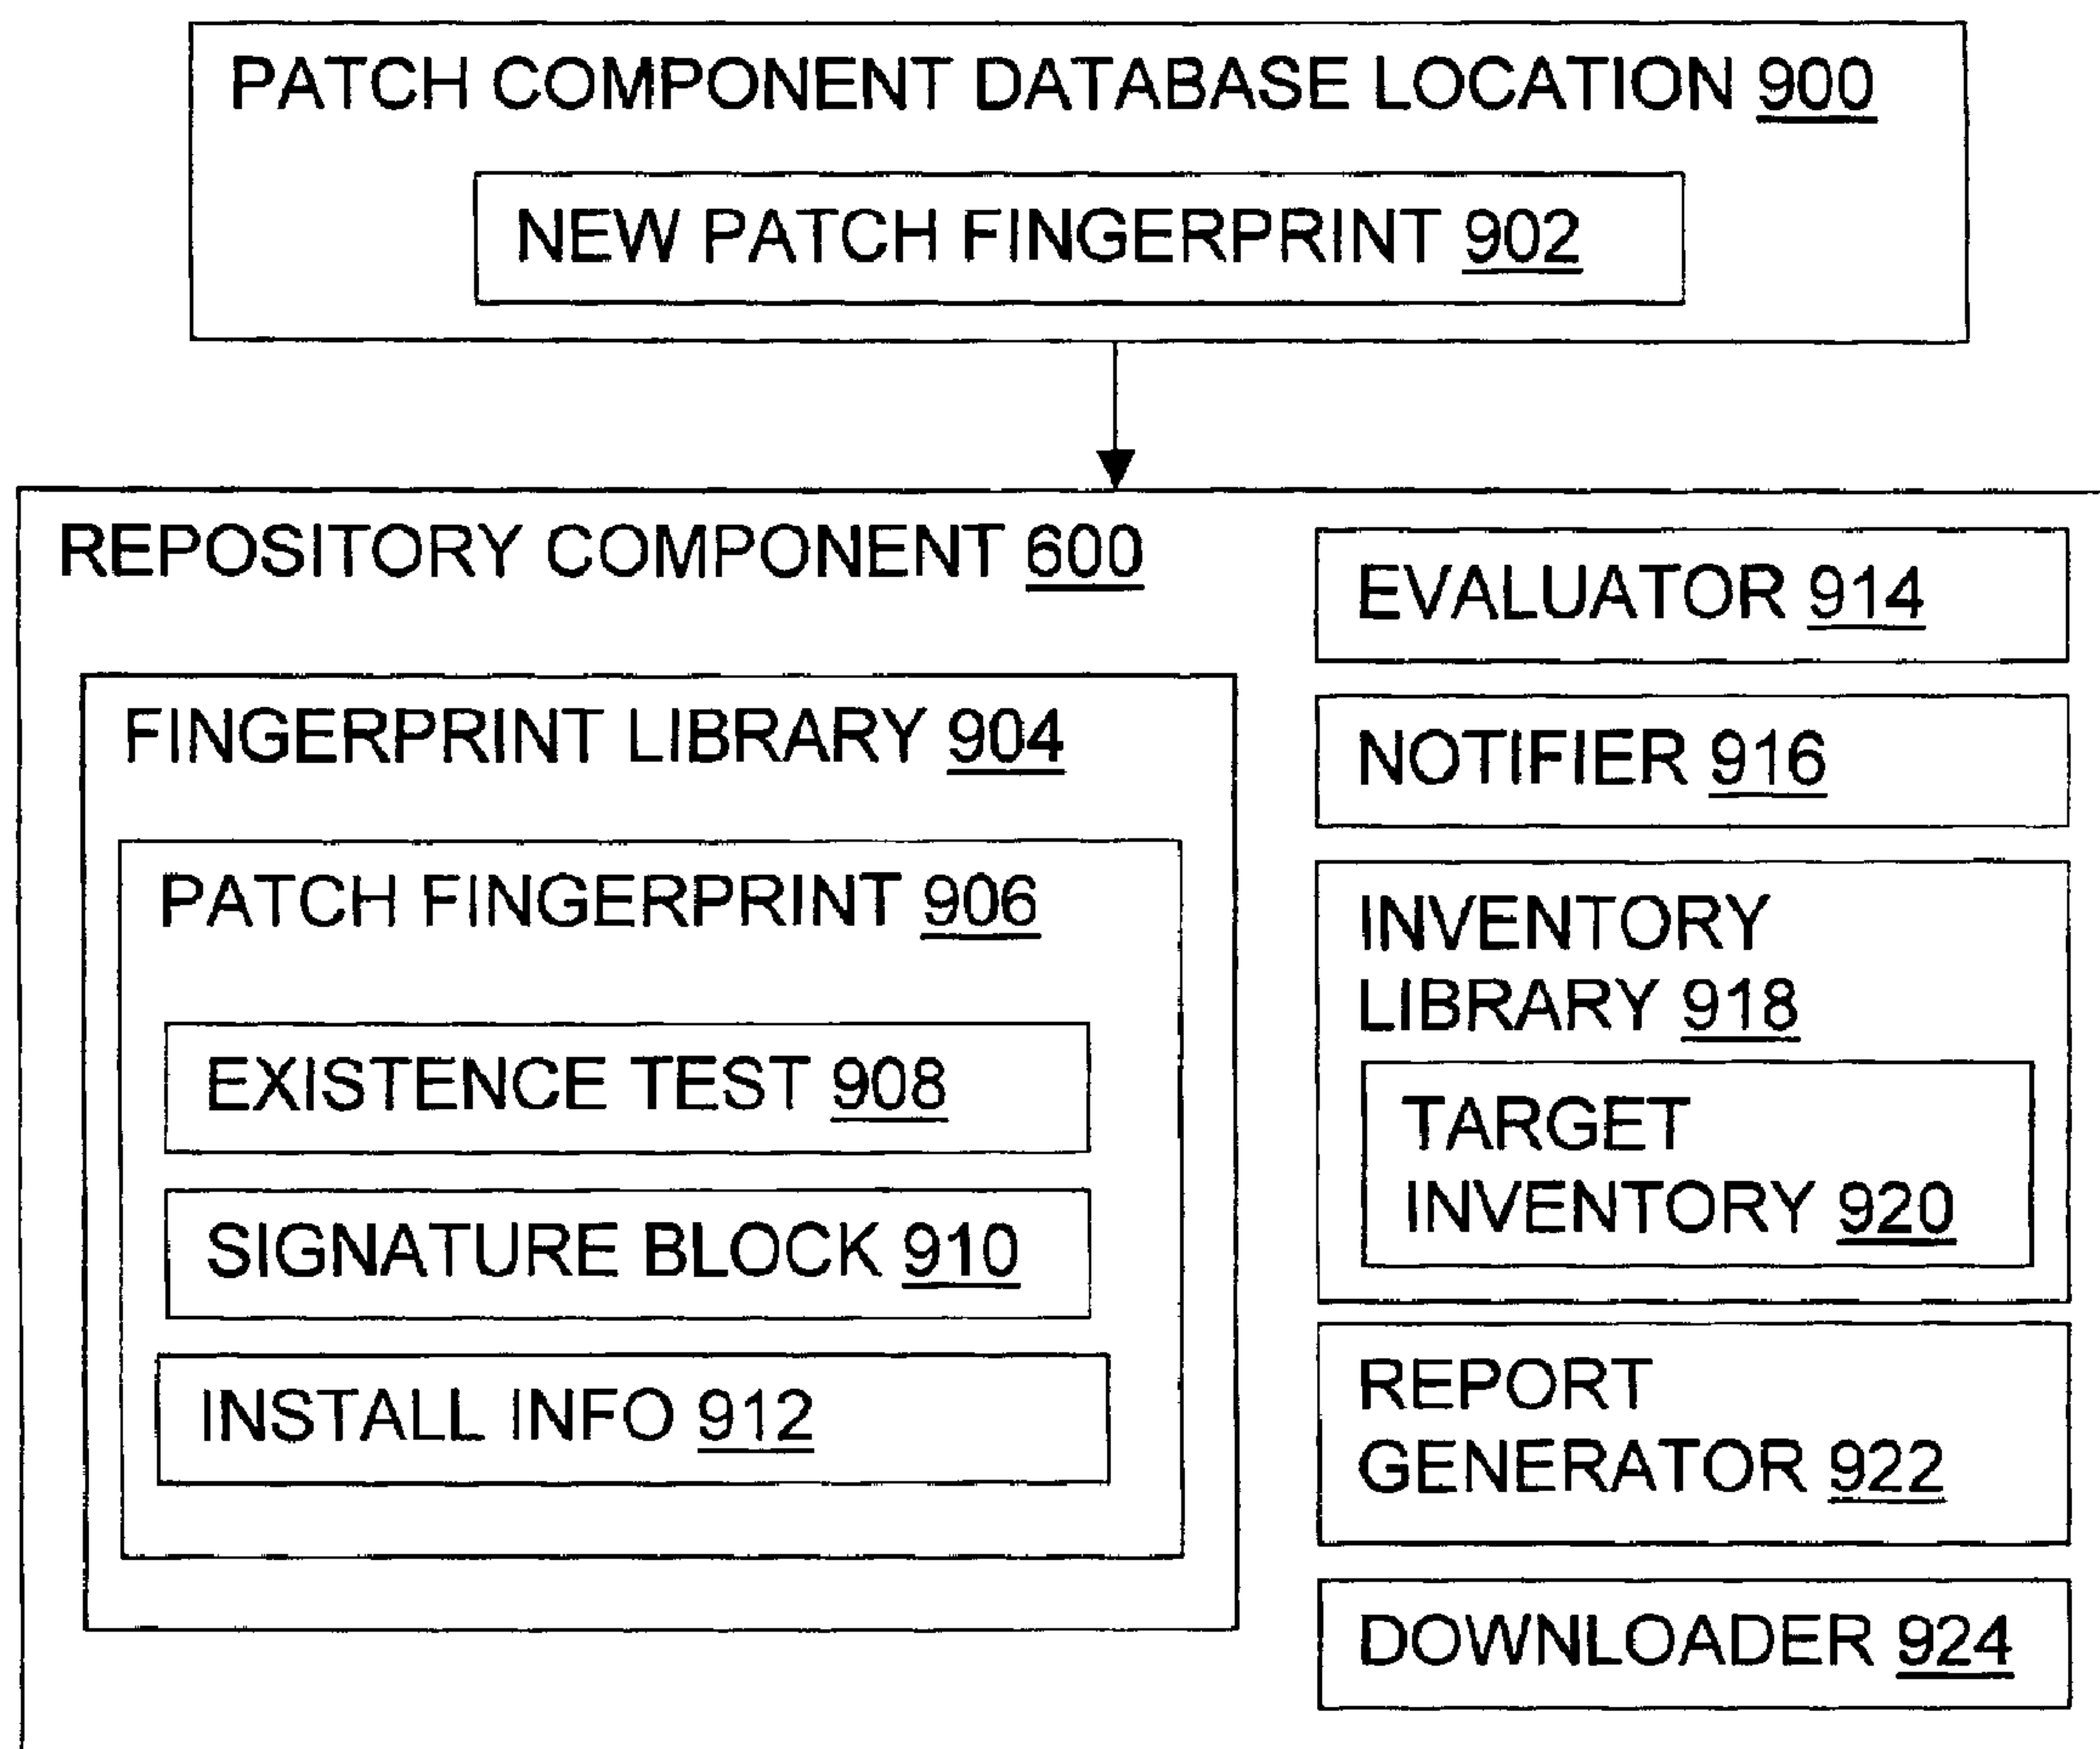 PATCH COMPONENT DATABASE LOCATION 900
NEW PATCH FINGERPRINT 902
REPOSITORY COMPONENT 600
FINGERPRINT LIBRARY 904
PATCH FINGERPRINT 906
EXISTENCE TEST 908
SIGNATURE BLOCK 910
INSTALL INFO 912
EVALUATOR 914
NOTIFIER 916
INVENTORY
LIBRARY 918
TARGET
INVENTORY 920
REPORT
GENERATOR 922
DOWNLOADER 924